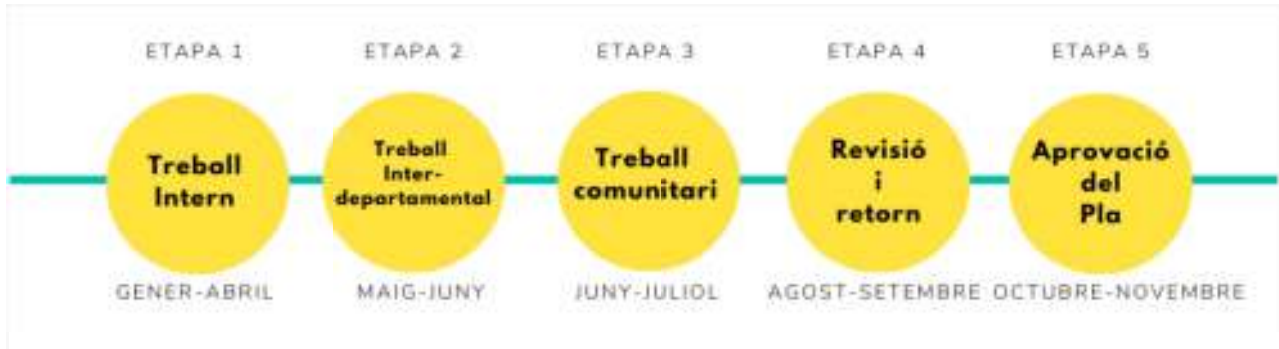 ETAPA 1
ETAPA 2
ETAPA 3
ETAPA 4
ETAPA 5
Treball
Intern
Treball
Inter-
departamental
Treball
comunitari
Revisió
i
retorn
Aprovació
del
Pla
GENER-ABRIL
MAIG-JUNY
JUNY-JULIOL
AGOST-SETEMBRE
OCTUBRE-NOVEMBRE